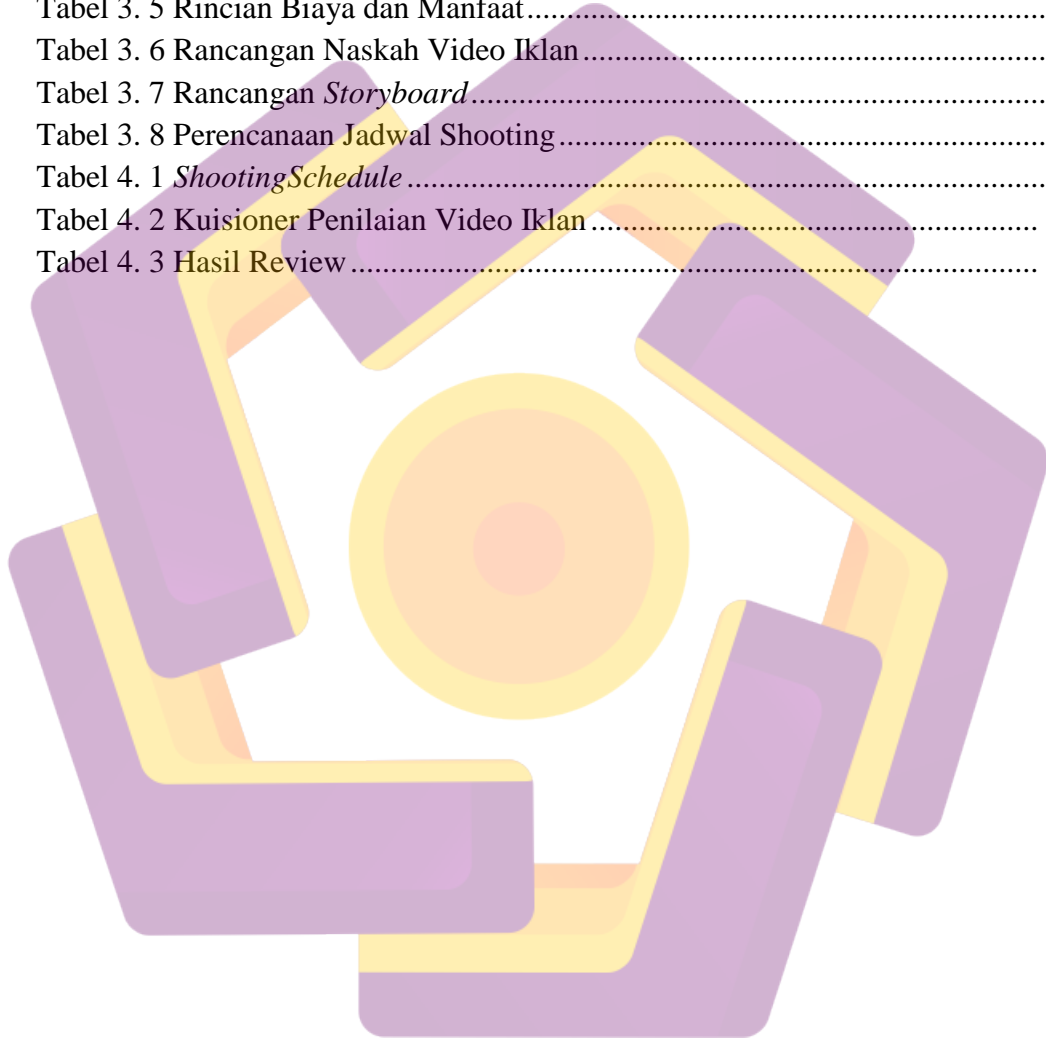 Tabel 3. 5 Rincian Biaya dan Manfaat..........................................................................
Tabel 3. 6 Rancangan Naskah Video Iklan..................................................................
Tabel 3. 7 Rancangan Storyboard.................................................................................
Tabel 3. 8 Perencanaan Jadwal Shooting.....................................................................
Tabel 4. 1 ShootingSchedule.........................................................................................
Tabel 4. 2 Kuisioner Penilaian Video Iklan................................................................
Tabel 4. 3 Hasil Review................................................................................................